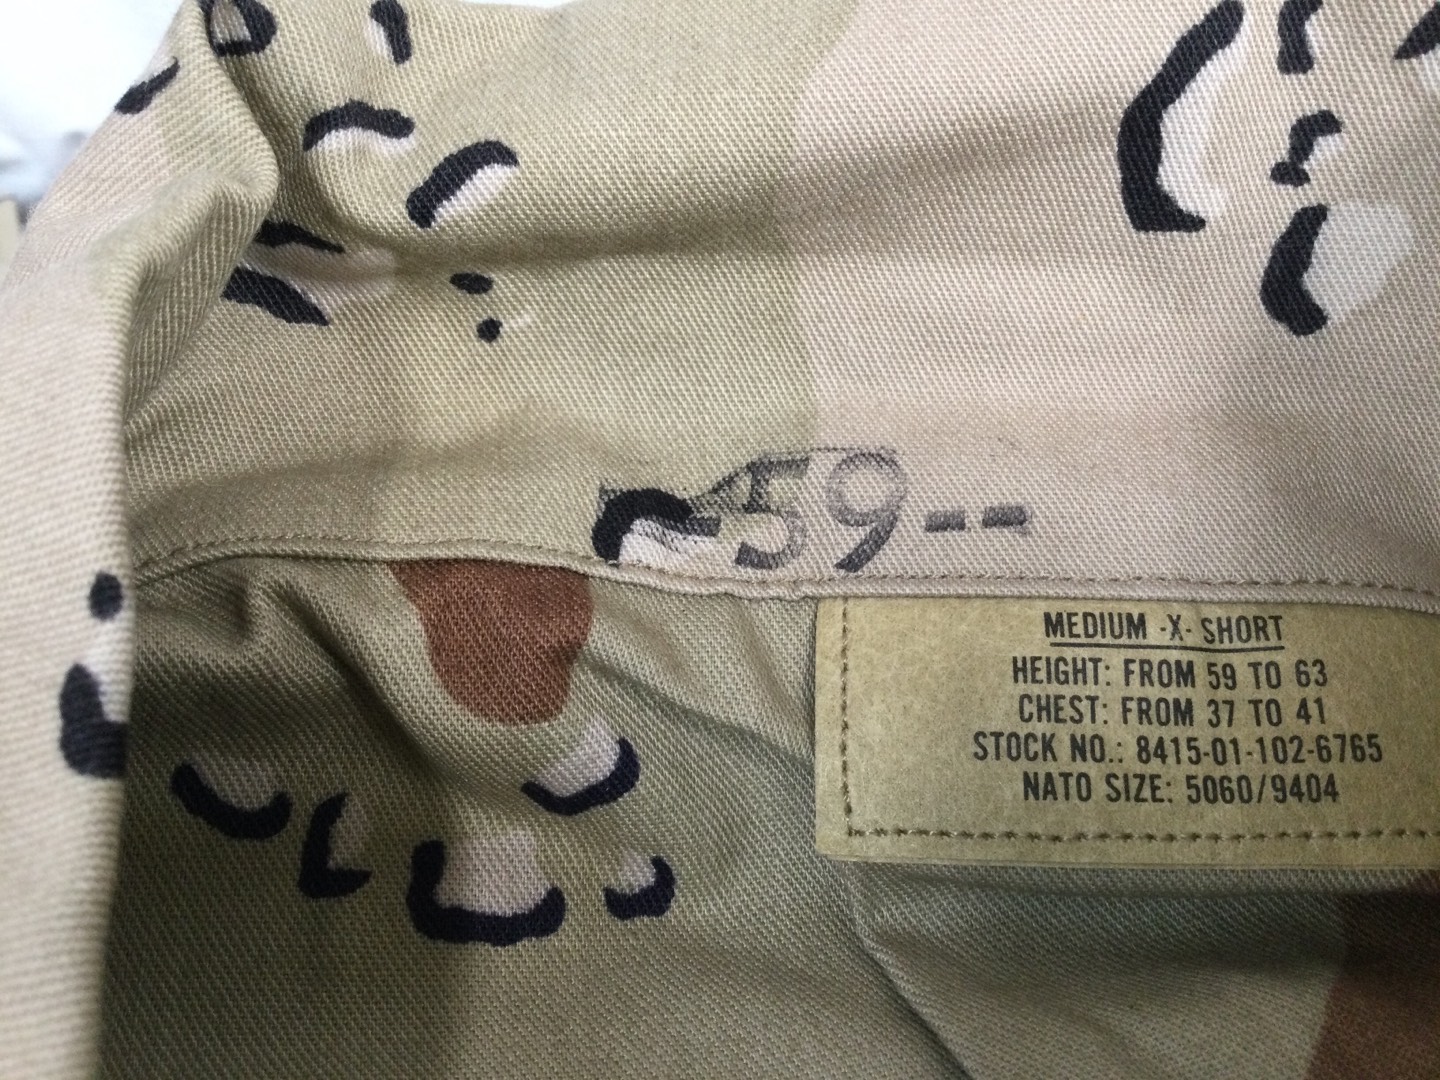 -59--
MEDIUM -X- SHORT
HEIGHT: FROM 59 TO 63
CHEST: FROM 37 TO 41
STOCK NO.: 8415-01-102-6765
NATO SIZE: 5060/9404